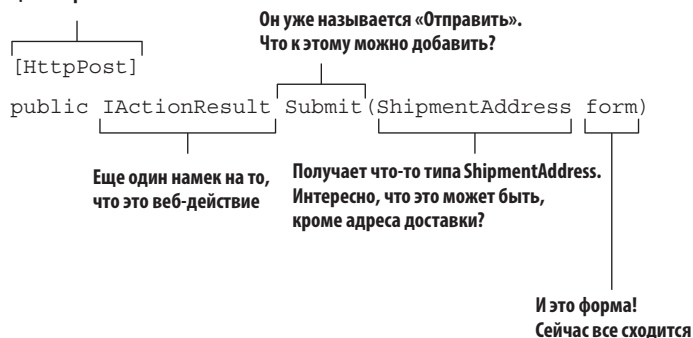 Он уже называется «Отправить».
Что к этому можно добавить?
[HttpPost]
public IActionResult Submit(ShipmentAddress form)
Еще один намек на то,
что это веб-действие
Получает что-то типа ShipmentAddress.
Интересно, что это может быть,
кроме адреса доставки?
И это форма!
Сейчас все сходится